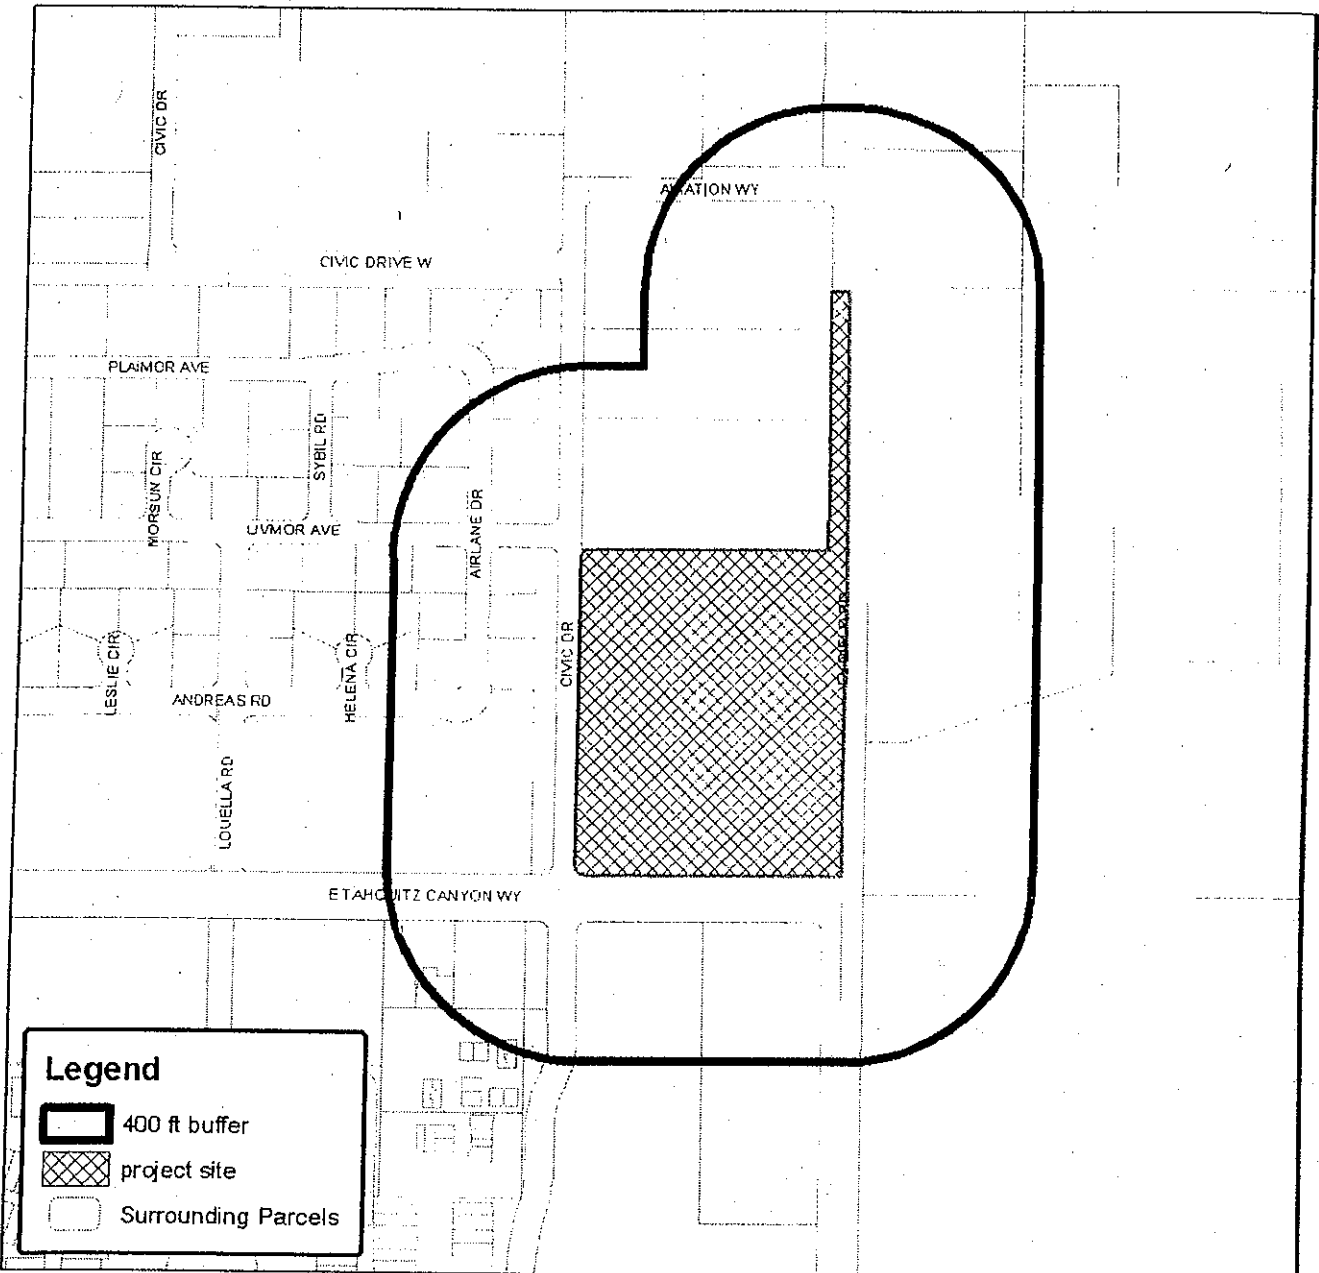 CIVIC DR
AVIATION WY
CIVIC DRIVE W
PLAIMOR AVE
SYBIL RD
MORSUN CIR
LIVMOR AVE
AIRLANE DR
CIVIC DR
LESLIE CIR
HELENA CIR
ANDREAS RD
LOUELLA RD
E TAHQUITZ CANYON WY
Legend
400 ft buffer
project site
Surrounding Parcels